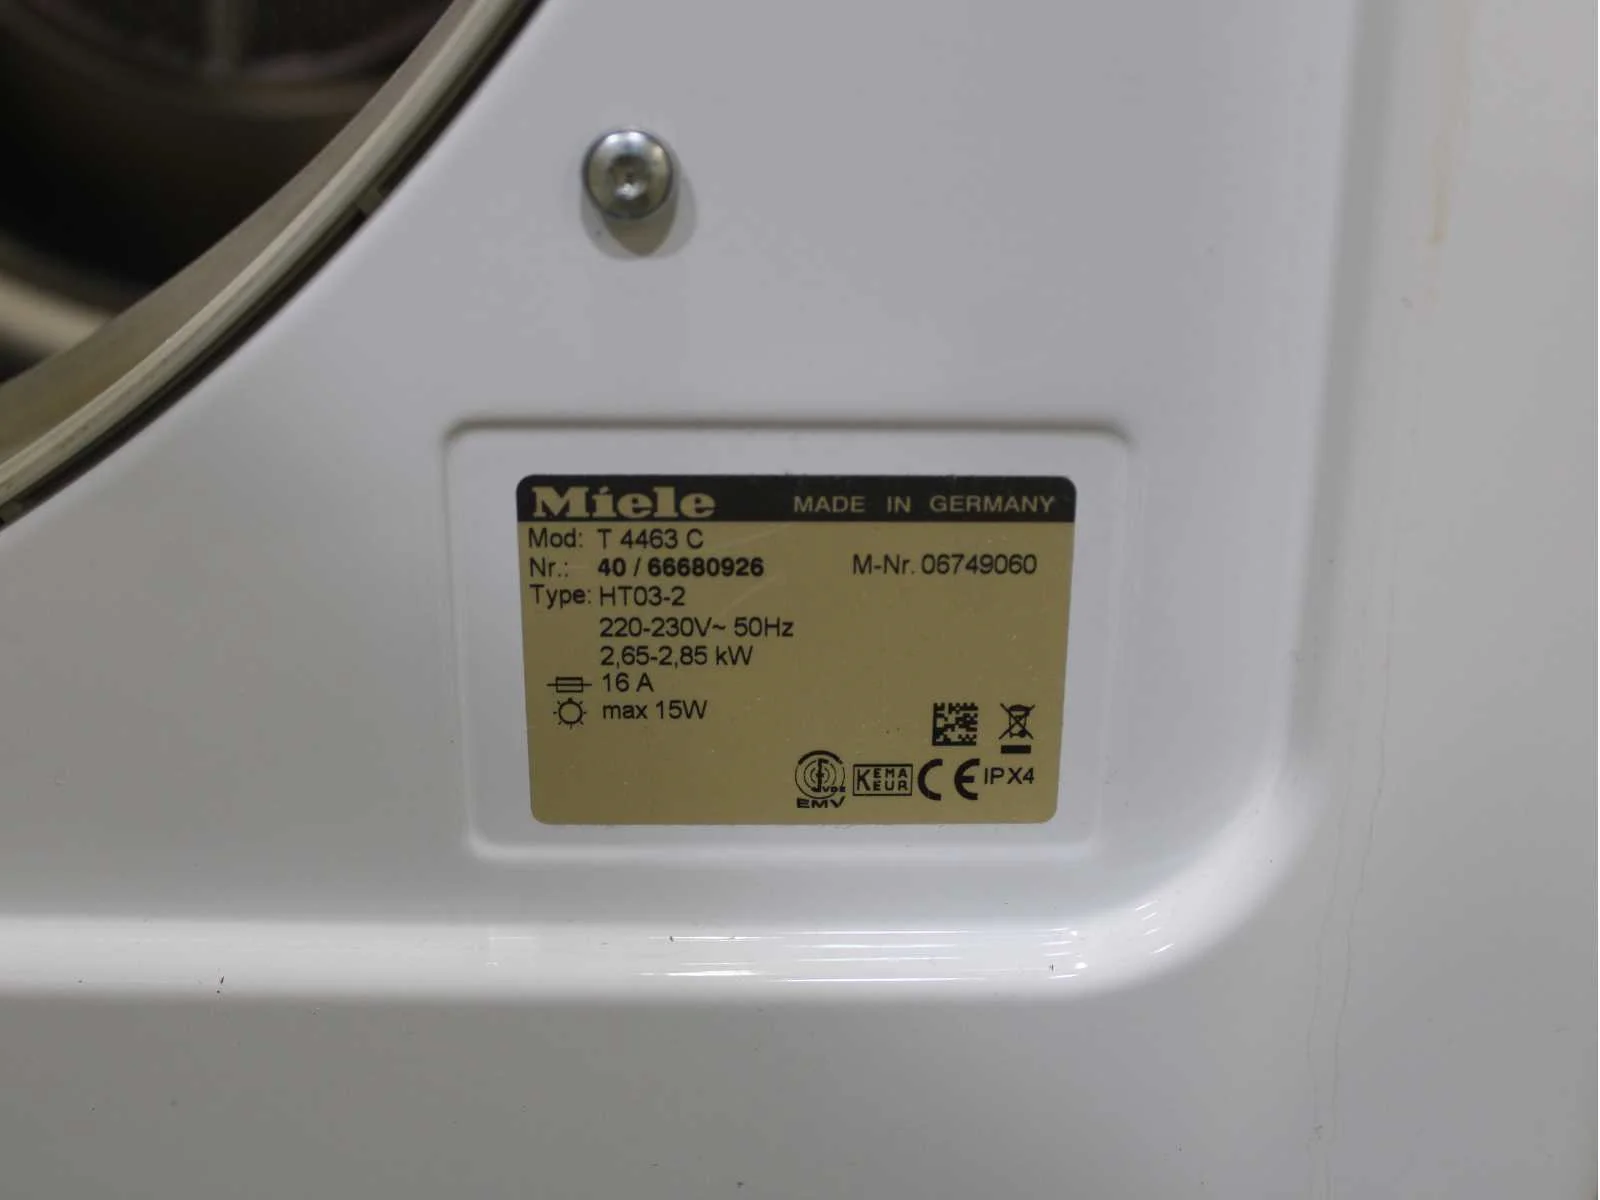 Miele MADE IN GERMANY
Mod: T 4463 C
Nr.: 40 / 66680926 M-Nr. 06749060
Type: HT03-2
220-230V~ 50Hz
2,65-2,85 kW
16 A
max 15W
VDE
EMV
KEMA
KEUR
CE IPX4